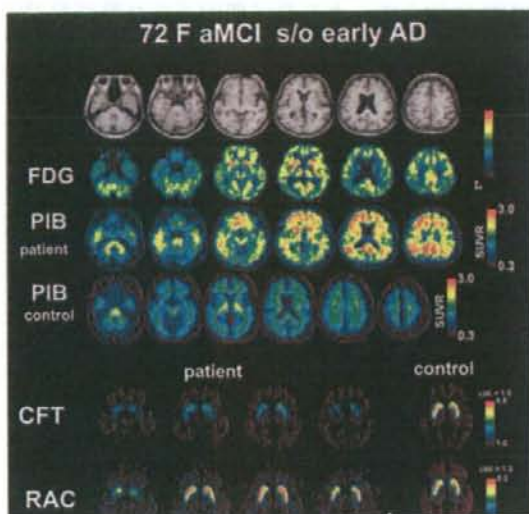 72 F aMCI s/o early AD
FDG
PIB
patient
SUVR
3.0
0.3
PIB
control
SUVR
3.0
0.3
patient
control
CFT
RAC